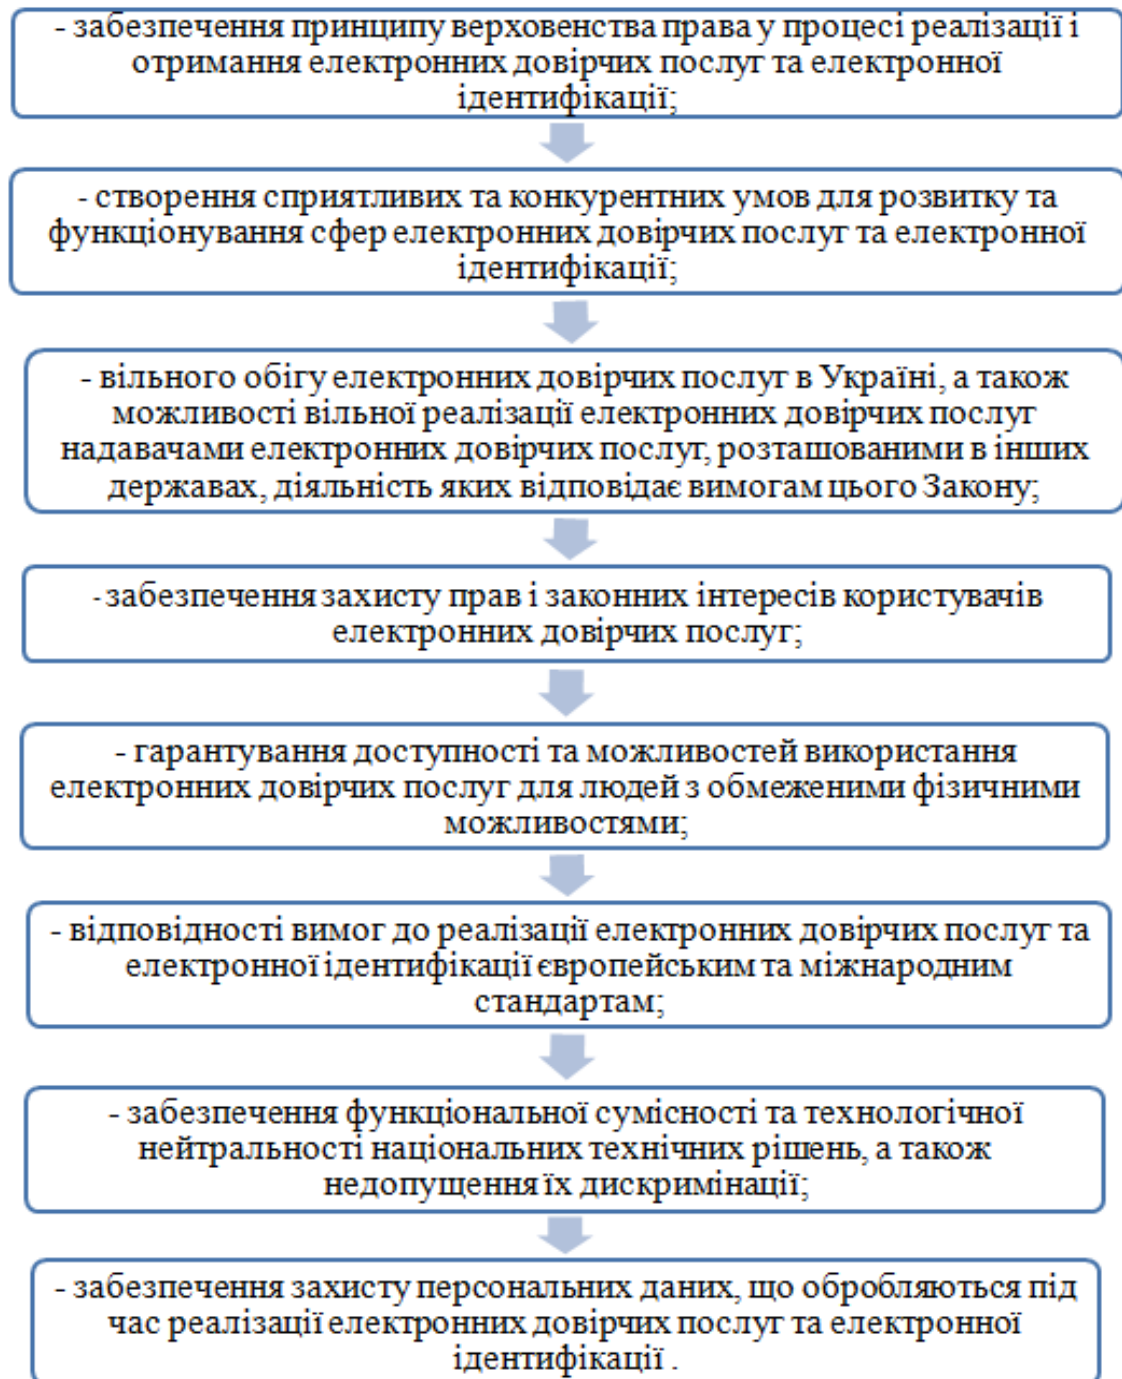 - забезпечення принципу верховенства права у процесі реалізації і
отримання електронних довірчих послуг та електронної
ідентифікації;
- створення сприятливих та конкурентних умов для розвитку та
функціонування сфер електронних довірчих послуг та електронної
ідентифікації;
- вільного обігу електронних довірчих послуг в Україні, а також
можливості вільної реалізації електронних довірчих послуг
надавачами електронних довірчих послуг, розташованими в інших
державах, діяльність яких відповідає вимогам цього Закону;
- забезпечення захисту прав і законних інтересів користувачів
електронних довірчих послуг;
- гарантування доступності та можливостей використання
електронних довірчих послуг для людей з обмеженими фізичними
можливостями;
- відповідності вимог до реалізації електронних довірчих послуг та
електронної ідентифікації європейським та міжнародним
стандартам;
- забезпечення функціональної сумісності та технологічної
нейтральності національних технічних рішень, а також
недопущення їх дискримінації;
- забезпечення захисту персональних даних, що обробляються під
час реалізації електронних довірчих послуг та електронної
ідентифікації .